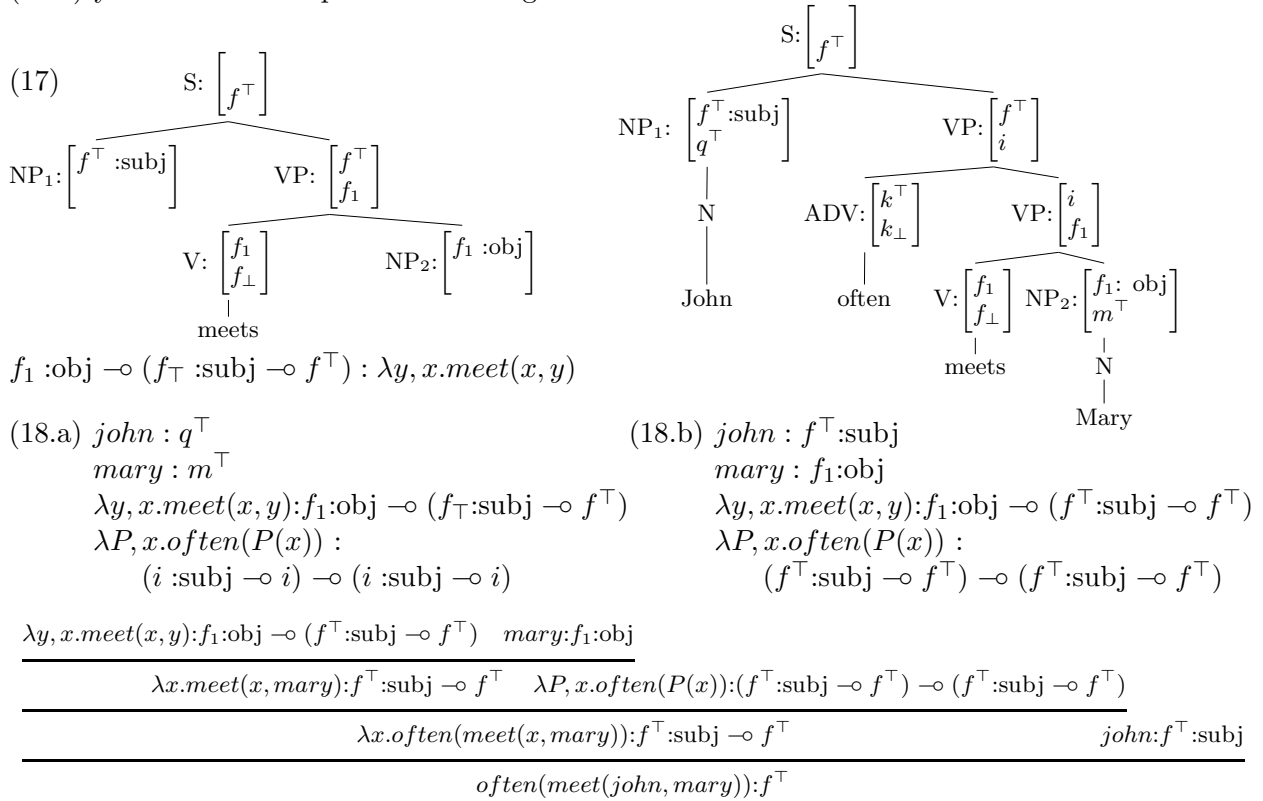 (17)
S: [ f⊤ ]
NP₁: [ f⊤ :subj ]
VP: [ f⊤ f₁ ]
V: [ f₁ f⊥ ]
NP₂: [ f₁ :obj ]
meets
f₁ :obj ⊸ (f⊤ :subj ⊸ f⊤) : λy, x.meet(x, y)
S: [ f⊤ ]
NP₁: [ f⊤:subj q⊤ ]
VP: [ f⊤ i ]
N
ADV: [ k⊤ k⊥ ]
VP: [ i f₁ ]
John
often
V: [ f₁ f⊥ ]
NP₂: [ f₁: obj m⊤ ]
meets
N
Mary
(18.a) john : q⊤
mary : m⊤
λy, x.meet(x, y):f₁:obj ⊸ (f⊤:subj ⊸ f⊤)
λP, x.often(P(x)) :
(i :subj ⊸ i) ⊸ (i :subj ⊸ i)
(18.b) john : f⊤:subj
mary : f₁:obj
λy, x.meet(x, y):f₁:obj ⊸ (f⊤:subj ⊸ f⊤)
λP, x.often(P(x)) :
(f⊤:subj ⊸ f⊤) ⊸ (f⊤:subj ⊸ f⊤)
λy, x.meet(x, y):f₁:obj ⊸ (f⊤:subj ⊸ f⊤) mary:f₁:obj
λx.meet(x, mary):f⊤:subj ⊸ f⊤ λP, x.often(P(x)):(f⊤:subj ⊸ f⊤) ⊸ (f⊤:subj ⊸ f⊤)
λx.often(meet(x, mary)):f⊤:subj ⊸ f⊤ john:f⊤:subj
often(meet(john, mary)):f⊤